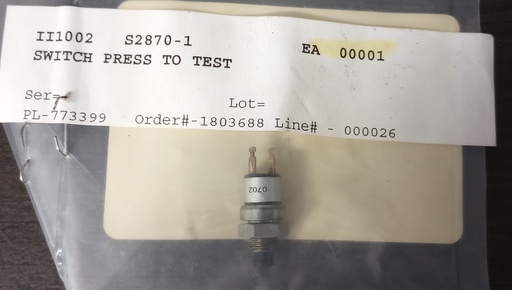 II1002 S2870-1 EA 00001
SWITCH PRESS TO TEST
Ser=
Lot=
PL-773399 Order#-1803688 Line# - 000026
0702